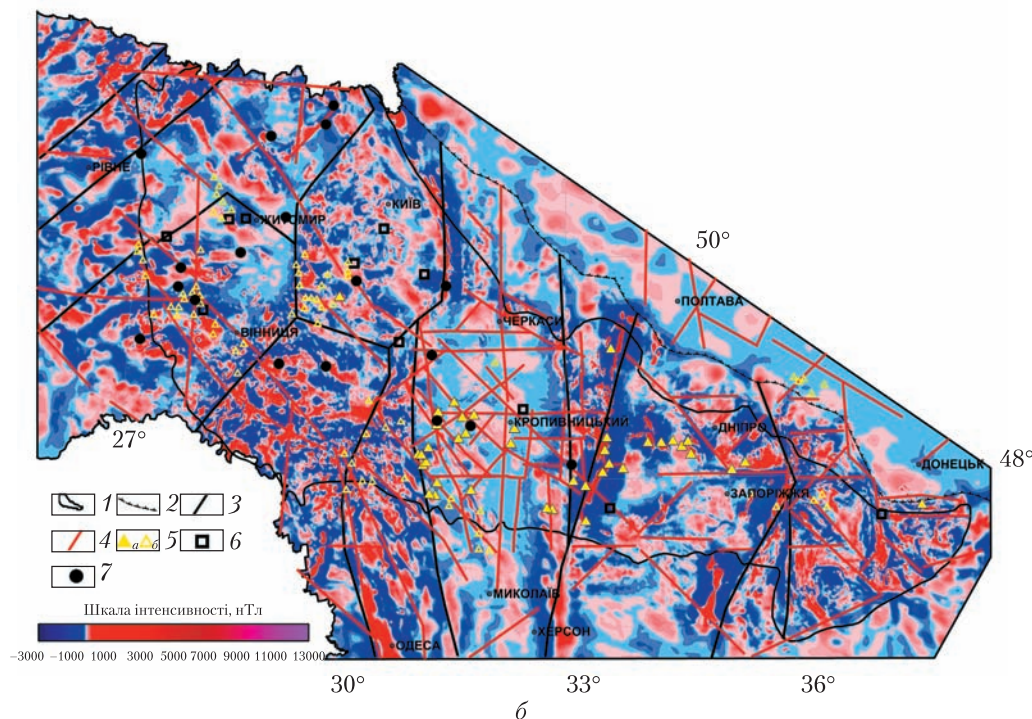 50°
РІВНЕ
КИЇВ
ЖИТОМИР
ПОЛТАВА
ЧЕРКАСИ
ВІННИЦЯ
27°
КРОПИВНИЦЬКИЙ
ДНІПРО
48°
ДОНЕЦЬК
ЗАПОРІЖЖЯ
1 2 3
4 а б 5 6
7
МИКОЛАЇВ
Шкала інтенсивності, нТл
ХЕРСОН
ОДЕСА
−3000 −1000 1000 3000 5000 7000 9000 11000 13000
30° 33° 36°
б